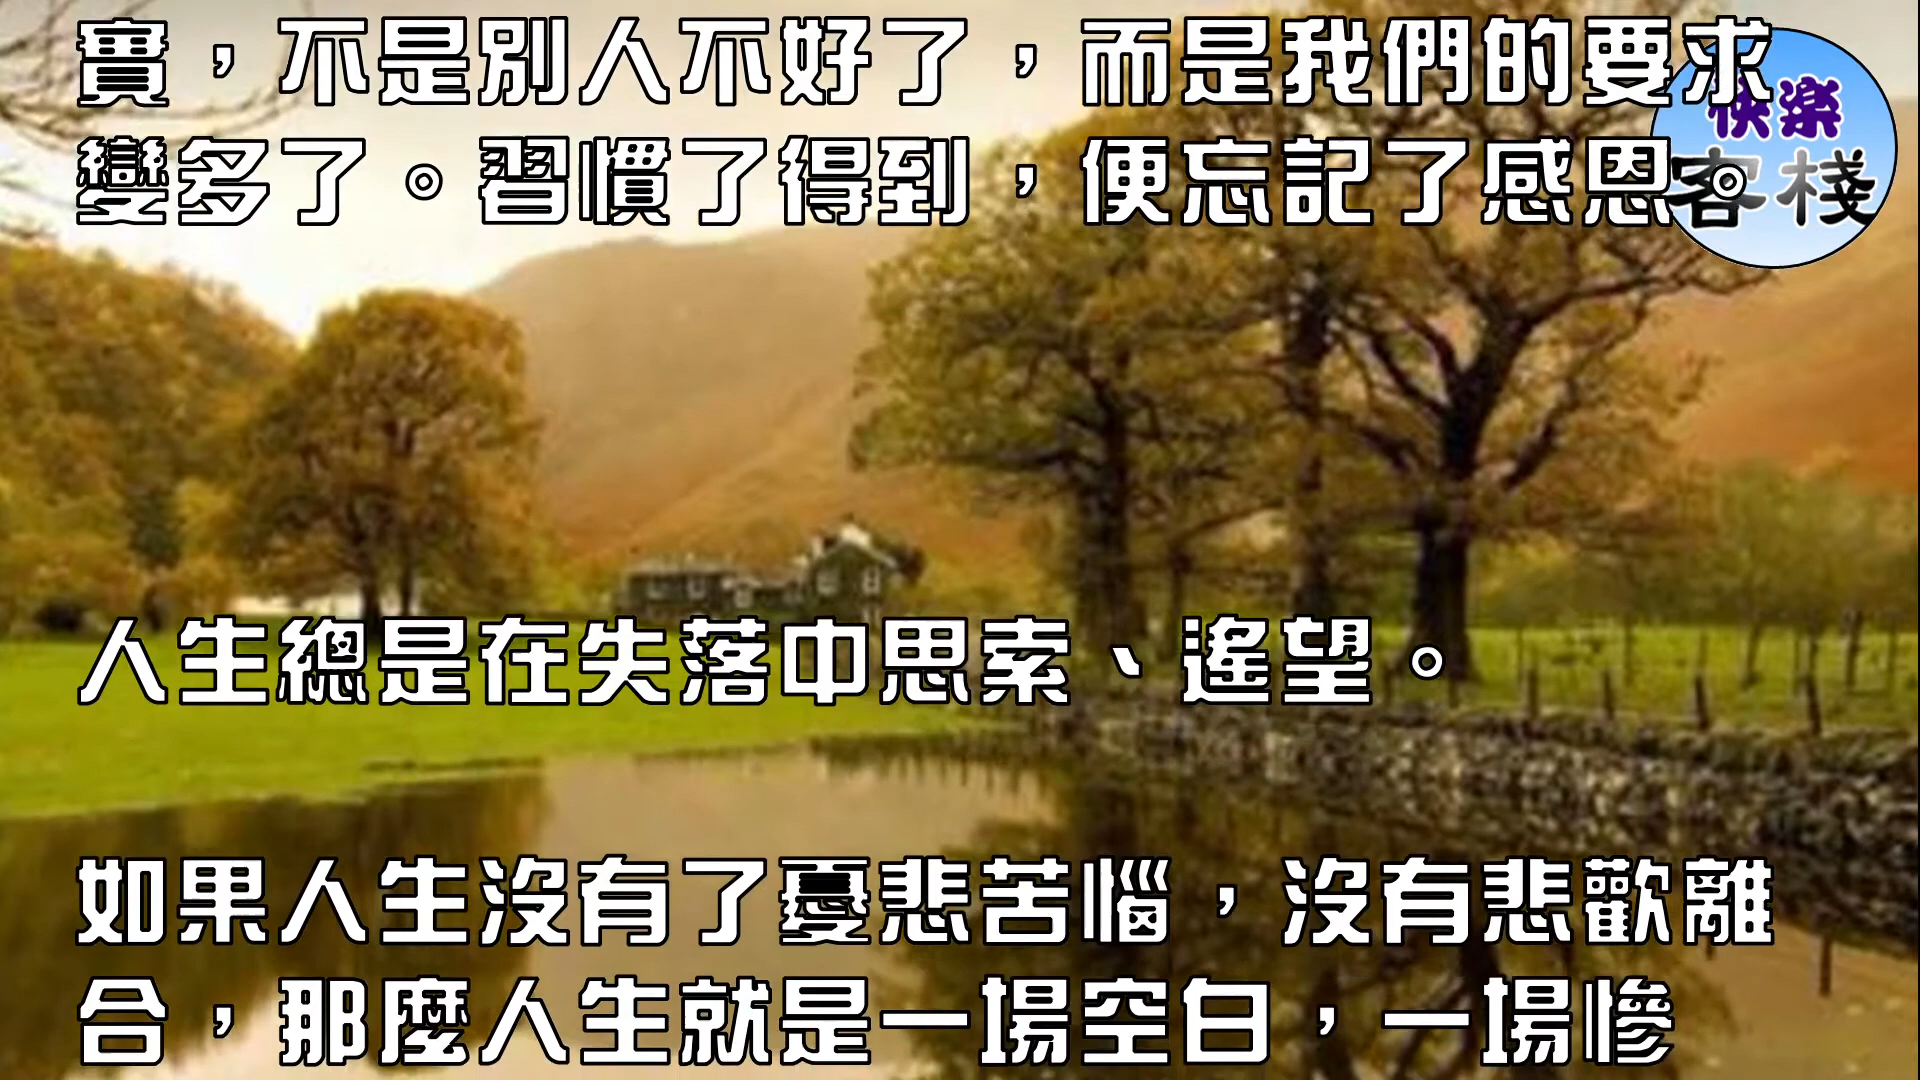 實，不是別人不好了，而是我們的要求
變多了。習慣了得到，便忘記了感恩。
快樂
客棧
人生總是在失落中思索、遙望。
如果人生沒有了憂悲苦惱，沒有悲歡離
合，那麼人生就是一場空白，一場慘